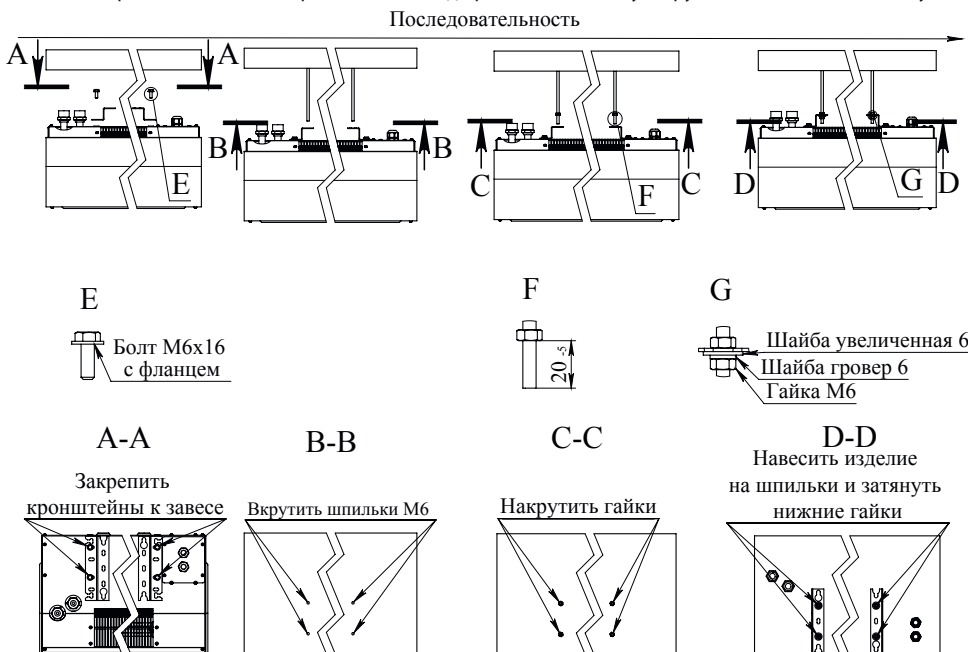 Последовательность
A A
B B
C C
D D
E
F
G
E
Болт М6х16
с фланцем
F
20-5
G
Шайба увеличенная 6
Шайба гровер 6
Гайка М6
A-A
Закрепить
кронштейны к завесе
B-B
Вкрутить шпильки М6
C-C
Накрутить гайки
D-D
Навесить изделие
на шпильки и затянуть
нижние гайки